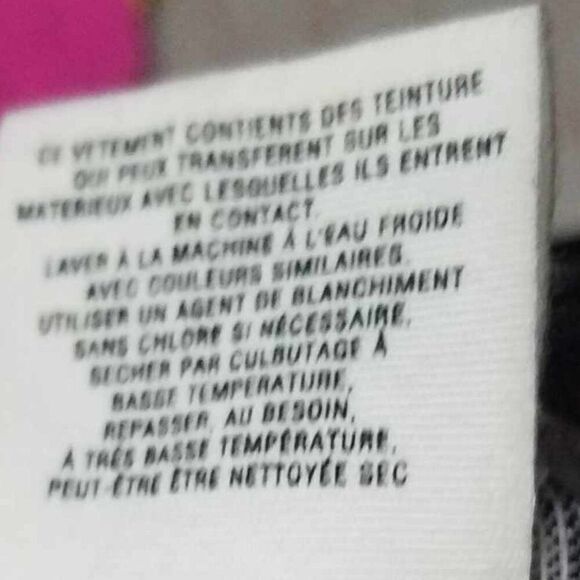 CE VETEMENT CONTIENTS DES TEINTURE
QUI PEUX TRANSFERENT SUR LES
MATERIEUX AVEC LESQUELLES ILS ENTRENT
EN CONTACT.
LAVER À LA MACHINE À L'EAU FROIDE
AVEC COULEURS SIMILAIRES.
UTILISER UN AGENT DE BLANCHIMENT
SANS CHLORE SI NÉCESSAIRE.
SECHER PAR CULBUTAGE À
BASSE TEMPERATURE,
REPASSER, AU BESOIN,
À TRÉS BASSE TEMPÉRATURE,
PEUT-ÉTRE ÊTRE NETTOYÉE SEC